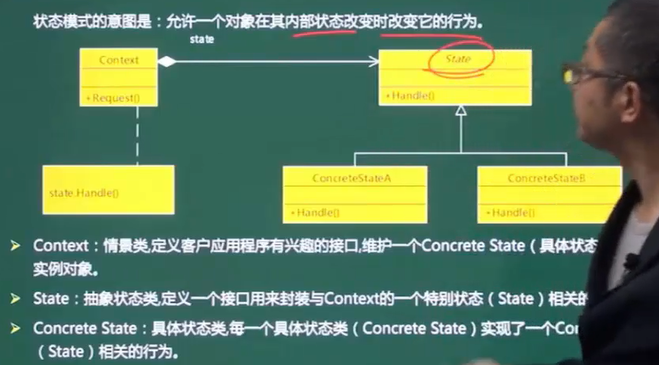 状态模式的意图是：允许一个对象在其内部状态改变时改变它的行为。
state
Context
+Request()
State
+Handle()
state.Handle()
ConcreteStateA
+Handle()
ConcreteStateB
+Handle()
Context：情景类,定义客户应用程序有兴趣的接口,维护一个Concrete State（具体状态
实例对象。
State：抽象状态类,定义一个接口用来封装与Context的一个特别状态（State）相关的
Concrete State：具体状态类,每一个具体状态类（Concrete State）实现了一个Con
（State）相关的行为。